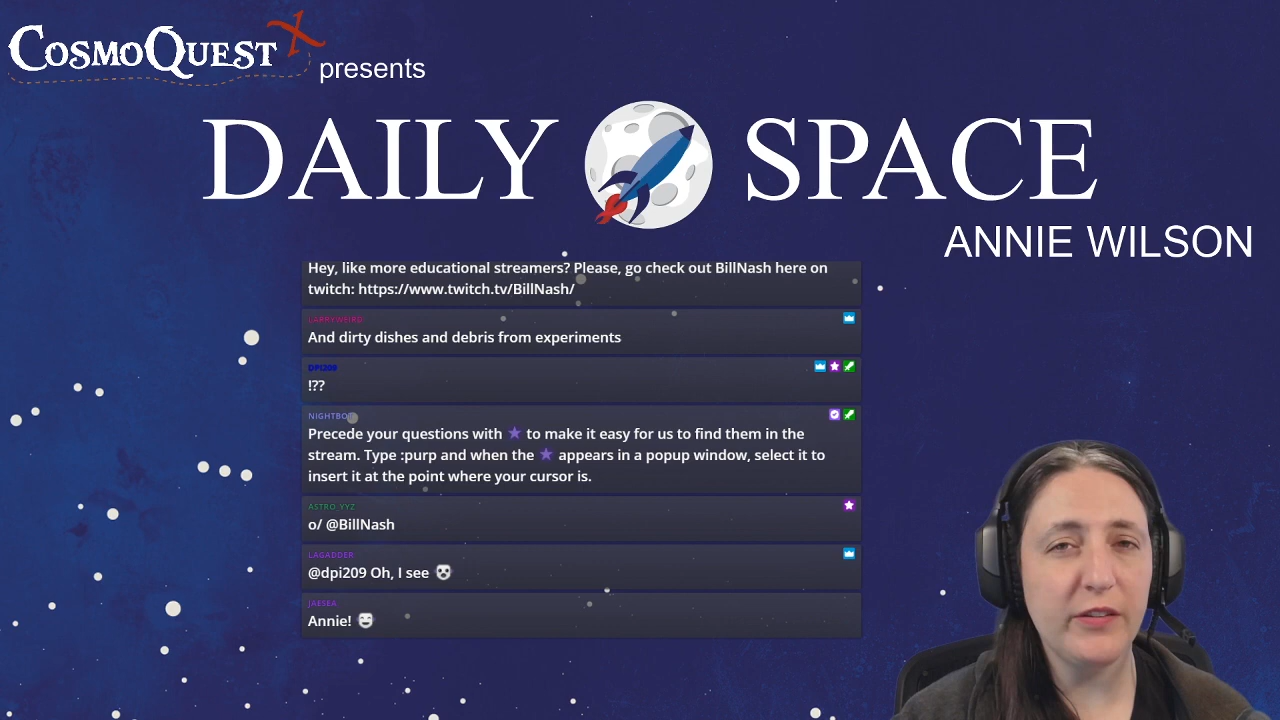 CosmoQuest X
presents
DAILY SPACE
ANNIE WILSON
Hey, like more educational streamers? Please, go check out BillNash here on
twitch: https://www.twitch.tv/BillNash/
LARRYWEIRD
And dirty dishes and debris from experiments
DPI209
!??
NIGHTBOT
Precede your questions with ★ to make it easy for us to find them in the
stream. Type :purp and when the ★ appears in a popup window, select it to
insert it at the point where your cursor is.
ASTRO_YYZ
o/ @BillNash
LAGADDER
@dpi209 Oh, I see
JAESEA
Annie!